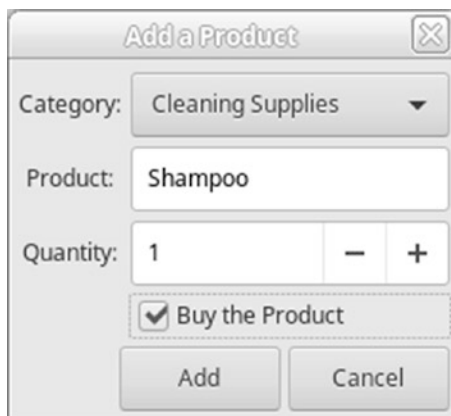 Add a Product
Category: Cleaning Supplies
Product: Shampoo
Quantity: 1 − +
Buy the Product
Add Cancel